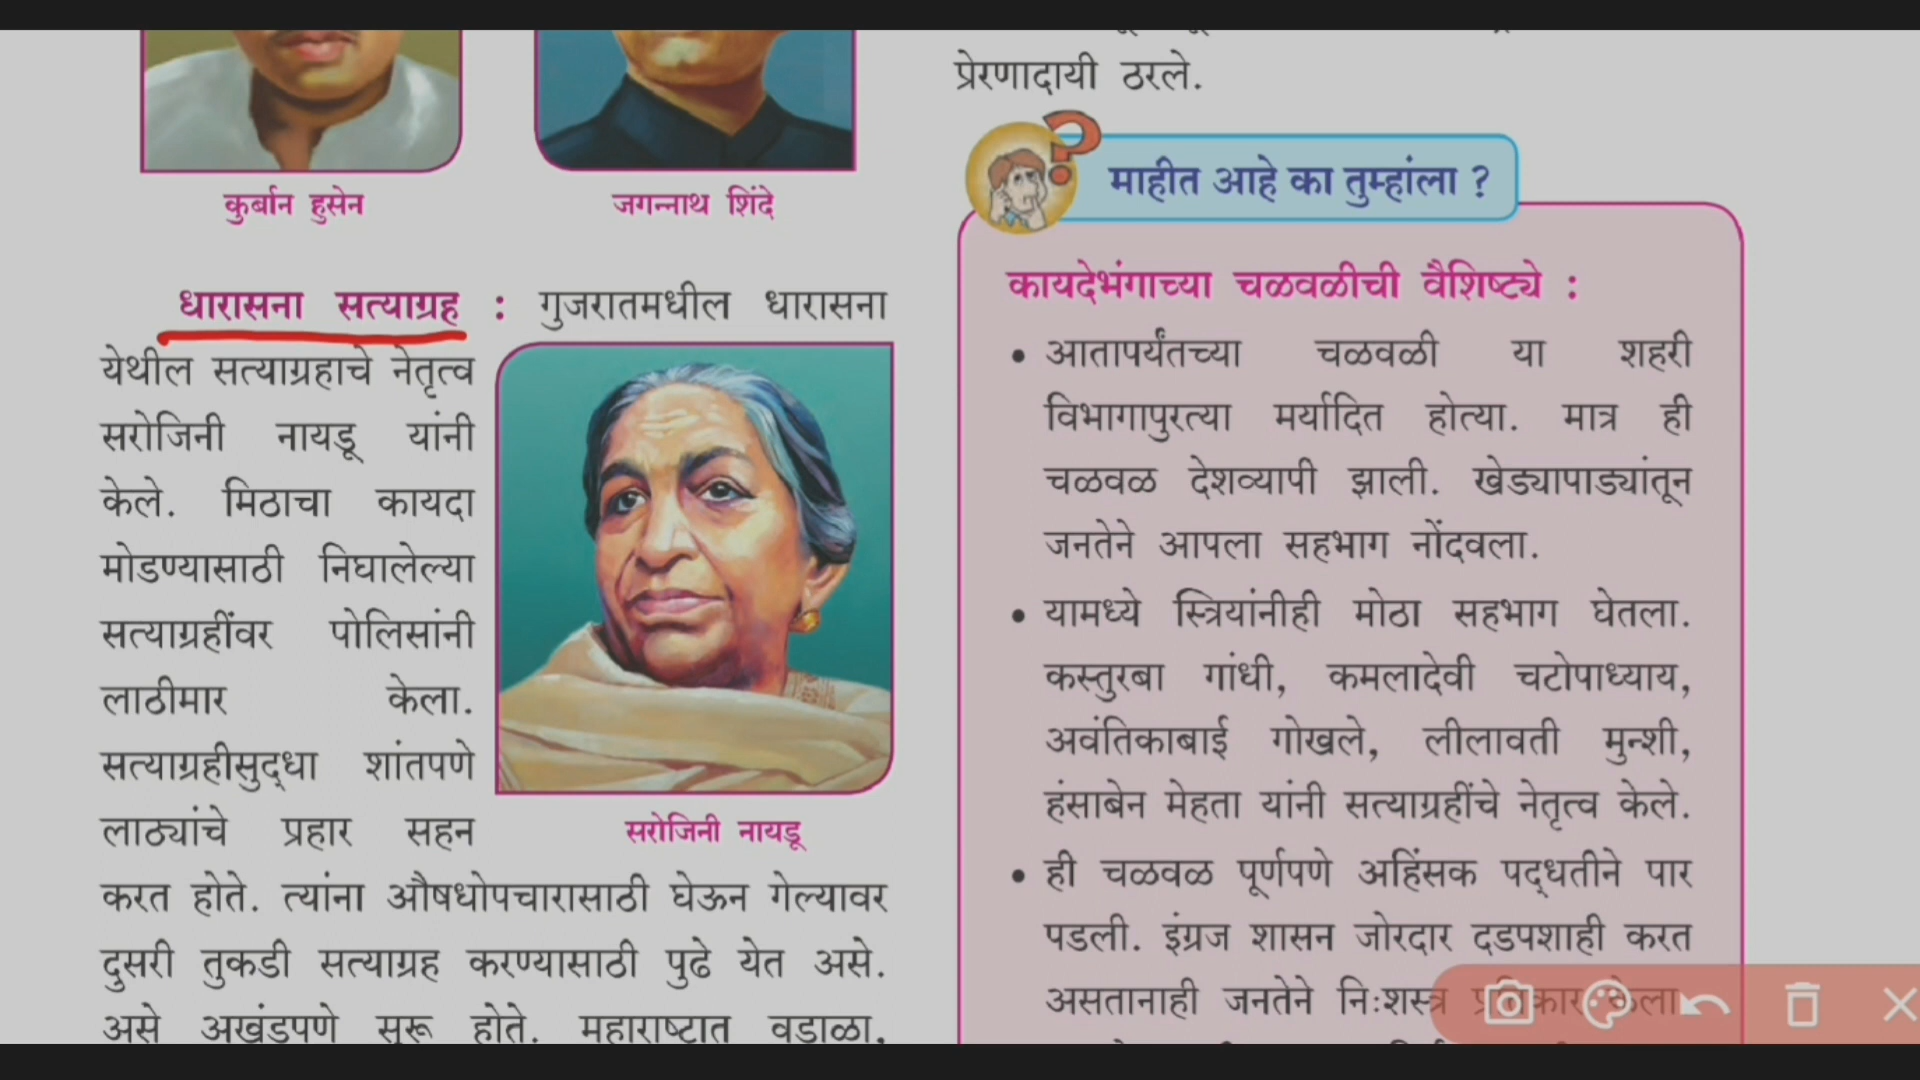 कुर्बान हुसेन
जगन्नाथ शिंदे
धारासना सत्याग्रह : गुजरातमधील धारासना
येथील सत्याग्रहाचे नेतृत्व
सरोजिनी नायडू यांनी
केले. मिठाचा कायदा
मोडण्यासाठी निघालेल्या
सत्याग्रहींवर पोलिसांनी
लाठीमार केला.
सत्याग्रहीसुद्धा शांतपणे
लाठ्यांचे प्रहार सहन
सरोजिनी नायडू
करत होते. त्यांना औषधोपचारासाठी घेऊन गेल्यावर
दुसरी तुकडी सत्याग्रह करण्यासाठी पुढे येत असे.
असे अखंडपणे सुरू होते. महाराष्ट्रात वडाळा,
प्रेरणादायी ठरले.
माहीत आहे का तुम्हांला ?
कायदेभंगाच्या चळवळीची वैशिष्ट्ये :
• आतापर्यंतच्या चळवळी या शहरी
विभागापुरत्या मर्यादित होत्या. मात्र ही
चळवळ देशव्यापी झाली. खेड्यापाड्यांतून
जनतेने आपला सहभाग नोंदवला.
• यामध्ये स्त्रियांनीही मोठा सहभाग घेतला.
कस्तुरबा गांधी, कमलादेवी चटोपाध्याय,
अवंतिकाबाई गोखले, लीलावती मुन्शी,
हंसाबेन मेहता यांनी सत्याग्रहींचे नेतृत्व केले.
• ही चळवळ पूर्णपणे अहिंसक पद्धतीने पार
पडली. इंग्रज शासन जोरदार दडपशाही करत
असतानाही जनतेने निःशस्त्र प्रतिकार केला.